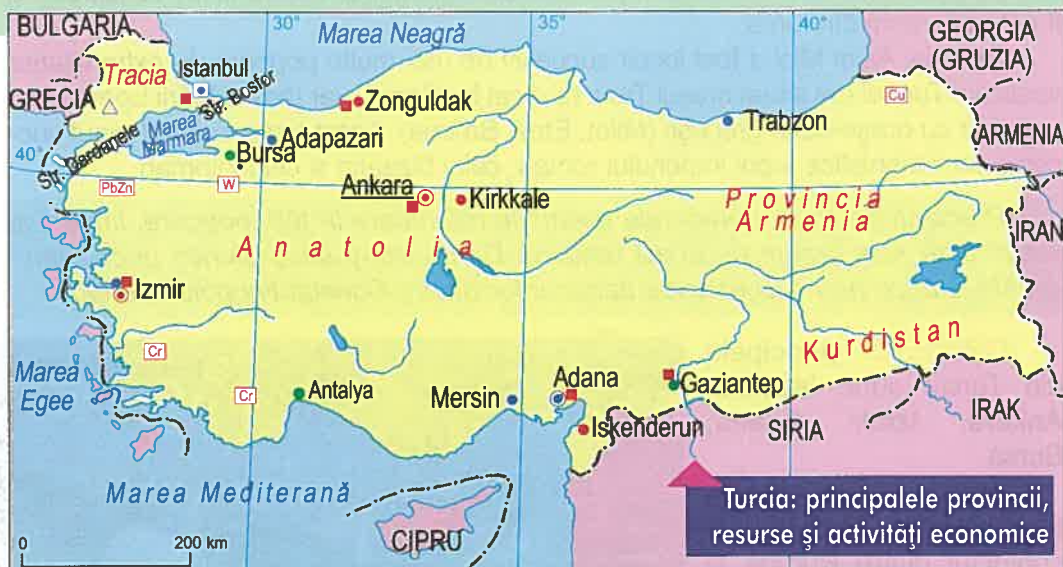 BULGARIA
30°
Marea Neagră
35°
40°
GEORGIA
(GRUZIA)
Tracia
Istanbul
GRECIA
Str. Bosfor
Zonguldak
Cu
Str. Dardanele
Marea
Marmara
Adapazari
Trabzon
ARMENIA
40°
Bursa
PbZn
W
Ankara
Kirkkale
Provincia
Armenia
Anatolia
IRAN
Izmir
Cr
Kurdistan
Marea
Egee
Cr
Antalya
Mersin
Adana
Gaziantep
Iskenderun
SIRIA
IRAK
Marea Mediterană
CIPRU
0
200 km
Turcia: principalele provincii,
resurse și activități economice